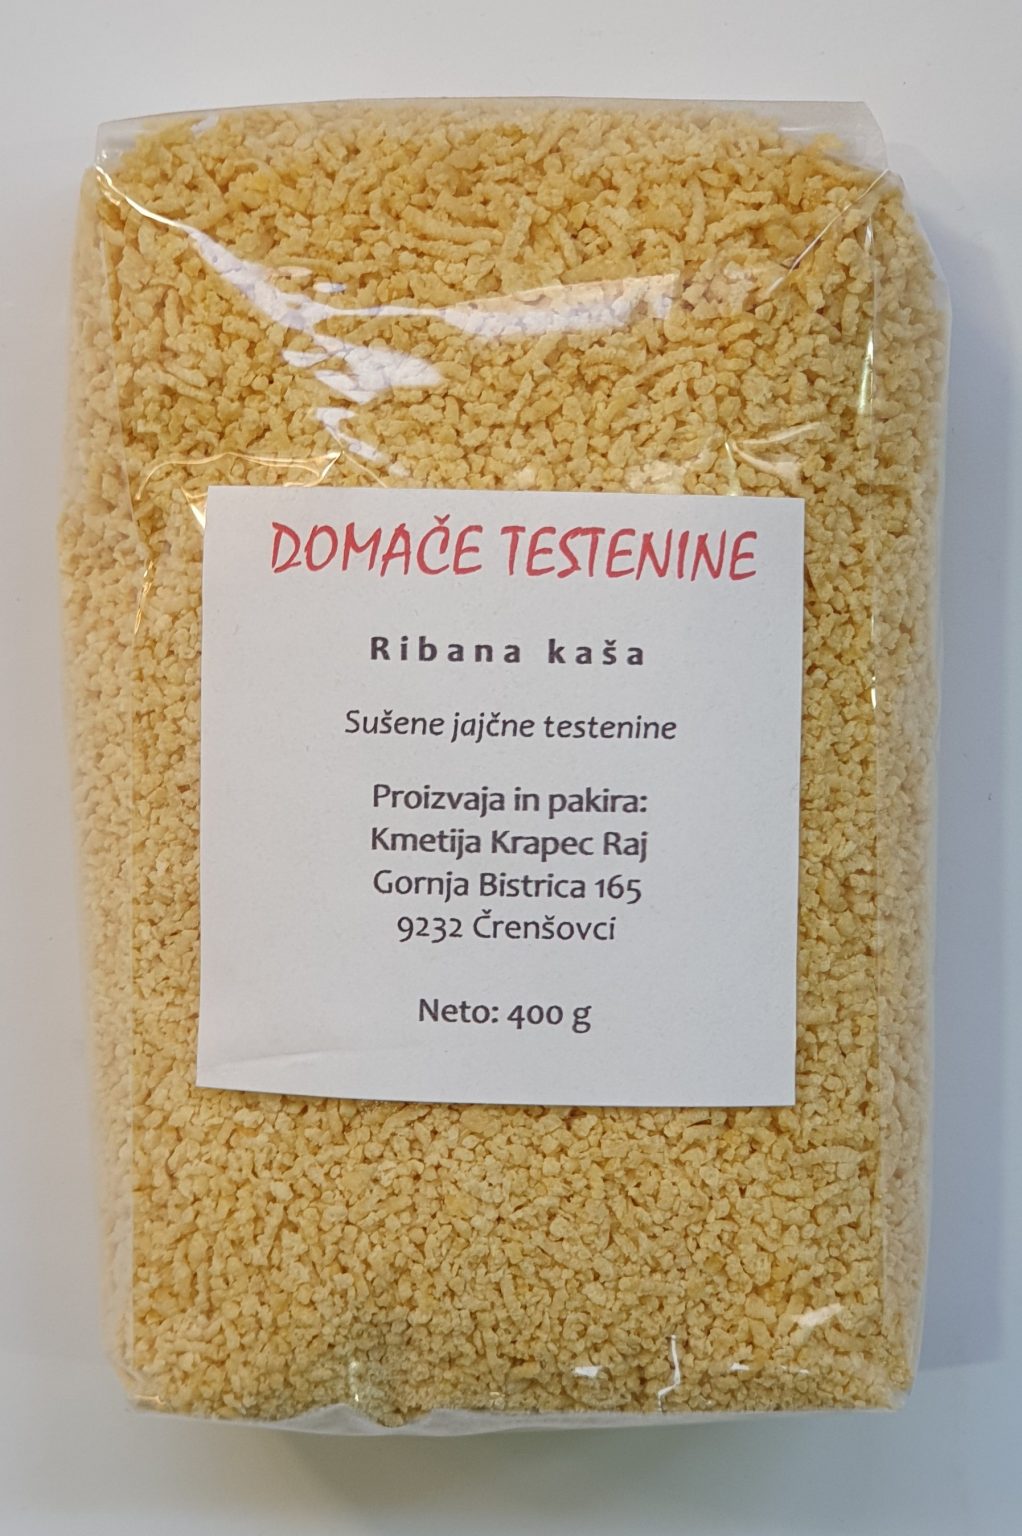 DOMAČE TESTENINE
Ribana kaša
Sušene jajčne testenine
Proizvaja in pakira:
Kmetija Krapec Raj
Gornja Bistrica 165
9232 Črenšovci
Neto: 400 g